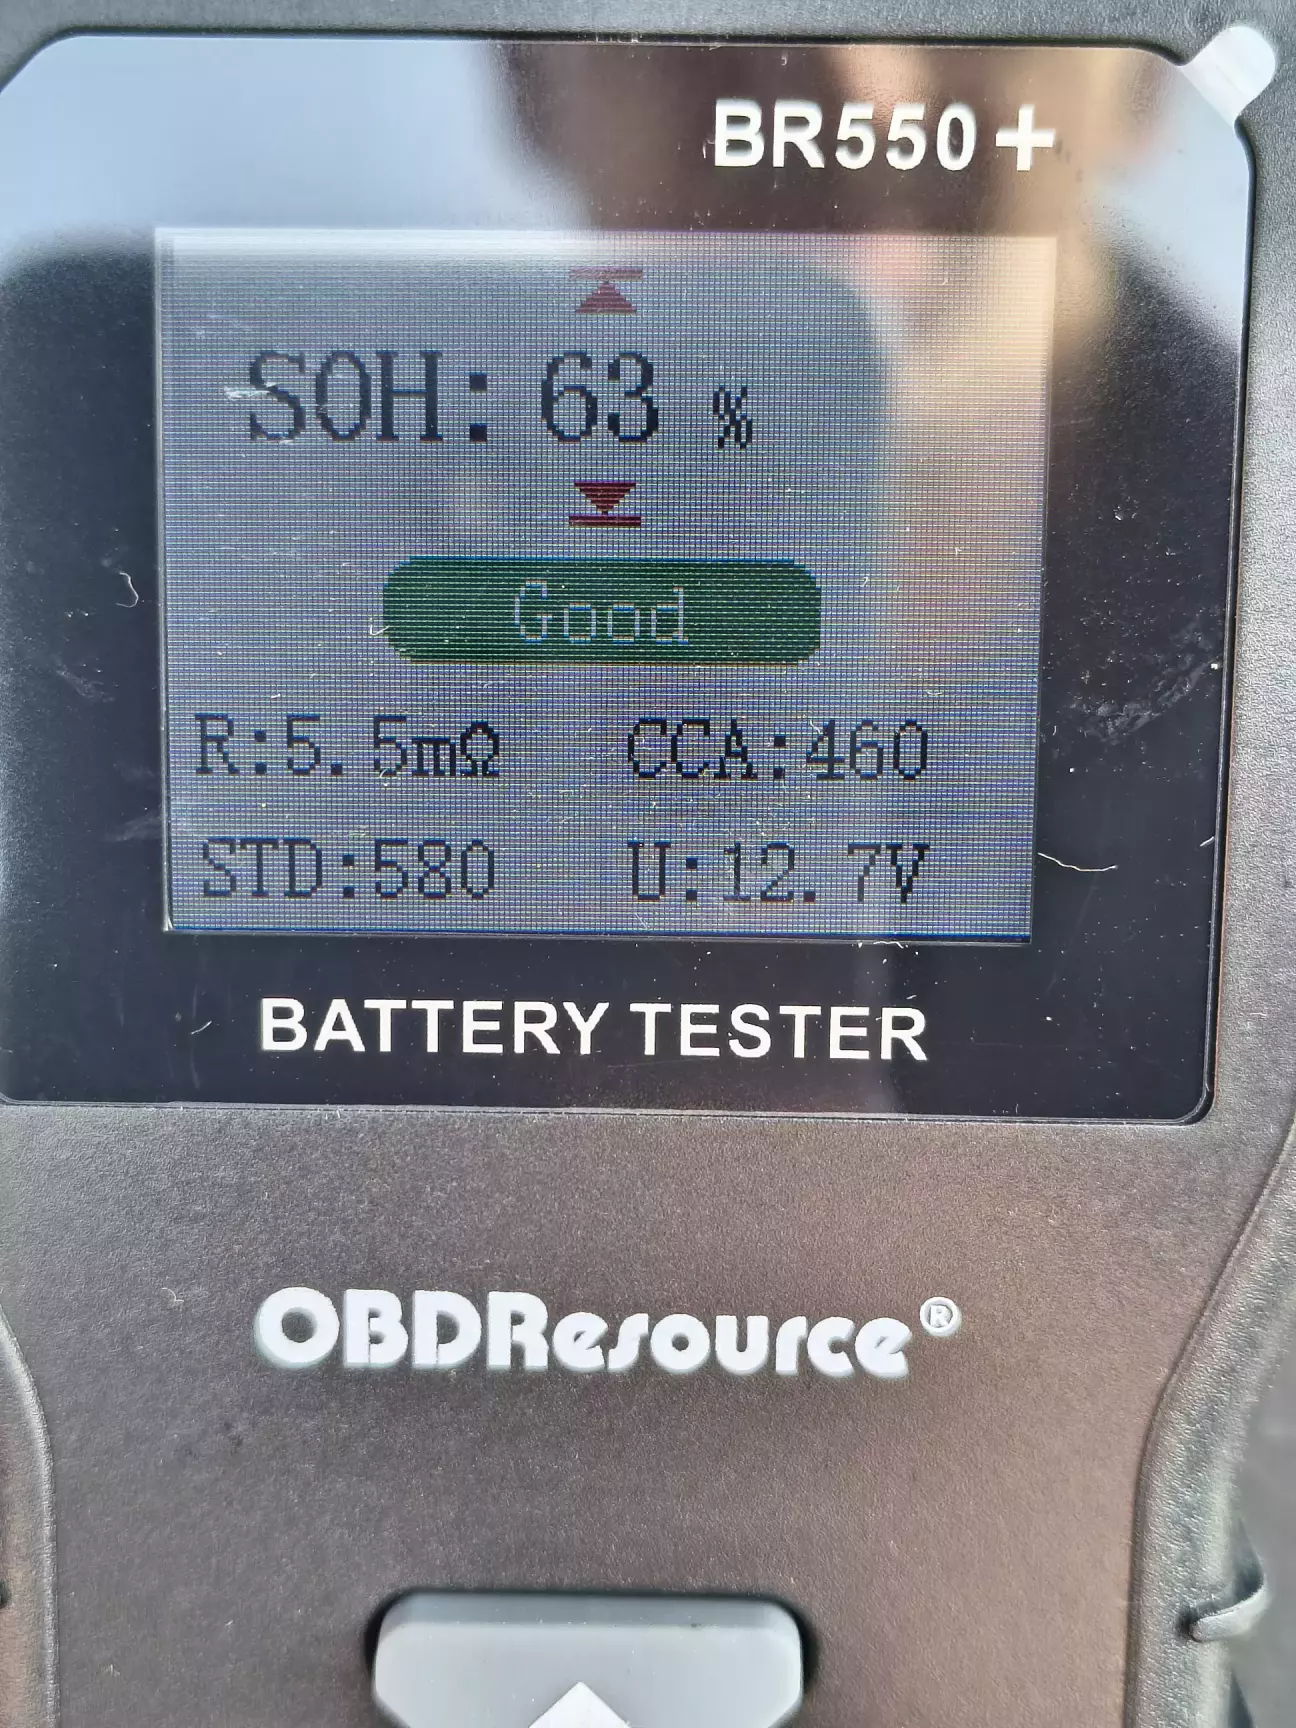 BR550+
SOH: 63 %
Good
R:5.5mΩ CCA:460
STD:580 U:12.7V
BATTERY TESTER
OBDResource®